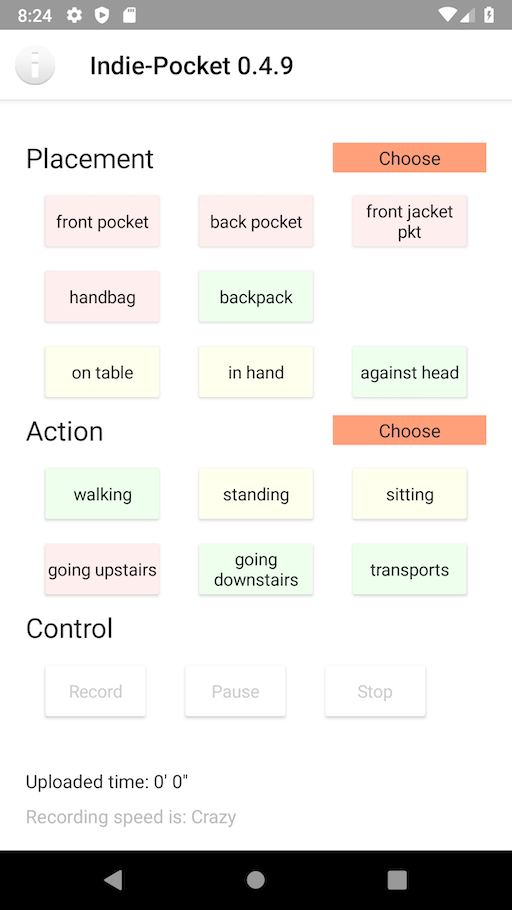 8:24
Indie-Pocket 0.4.9
Placement
Choose
front pocket
back pocket
front jacket
pkt
handbag
backpack
on table
in hand
against head
Action
Choose
walking
standing
sitting
going upstairs
going
downstairs
transports
Control
Record
Pause
Stop
Uploaded time: 0' 0"
Recording speed is: Crazy